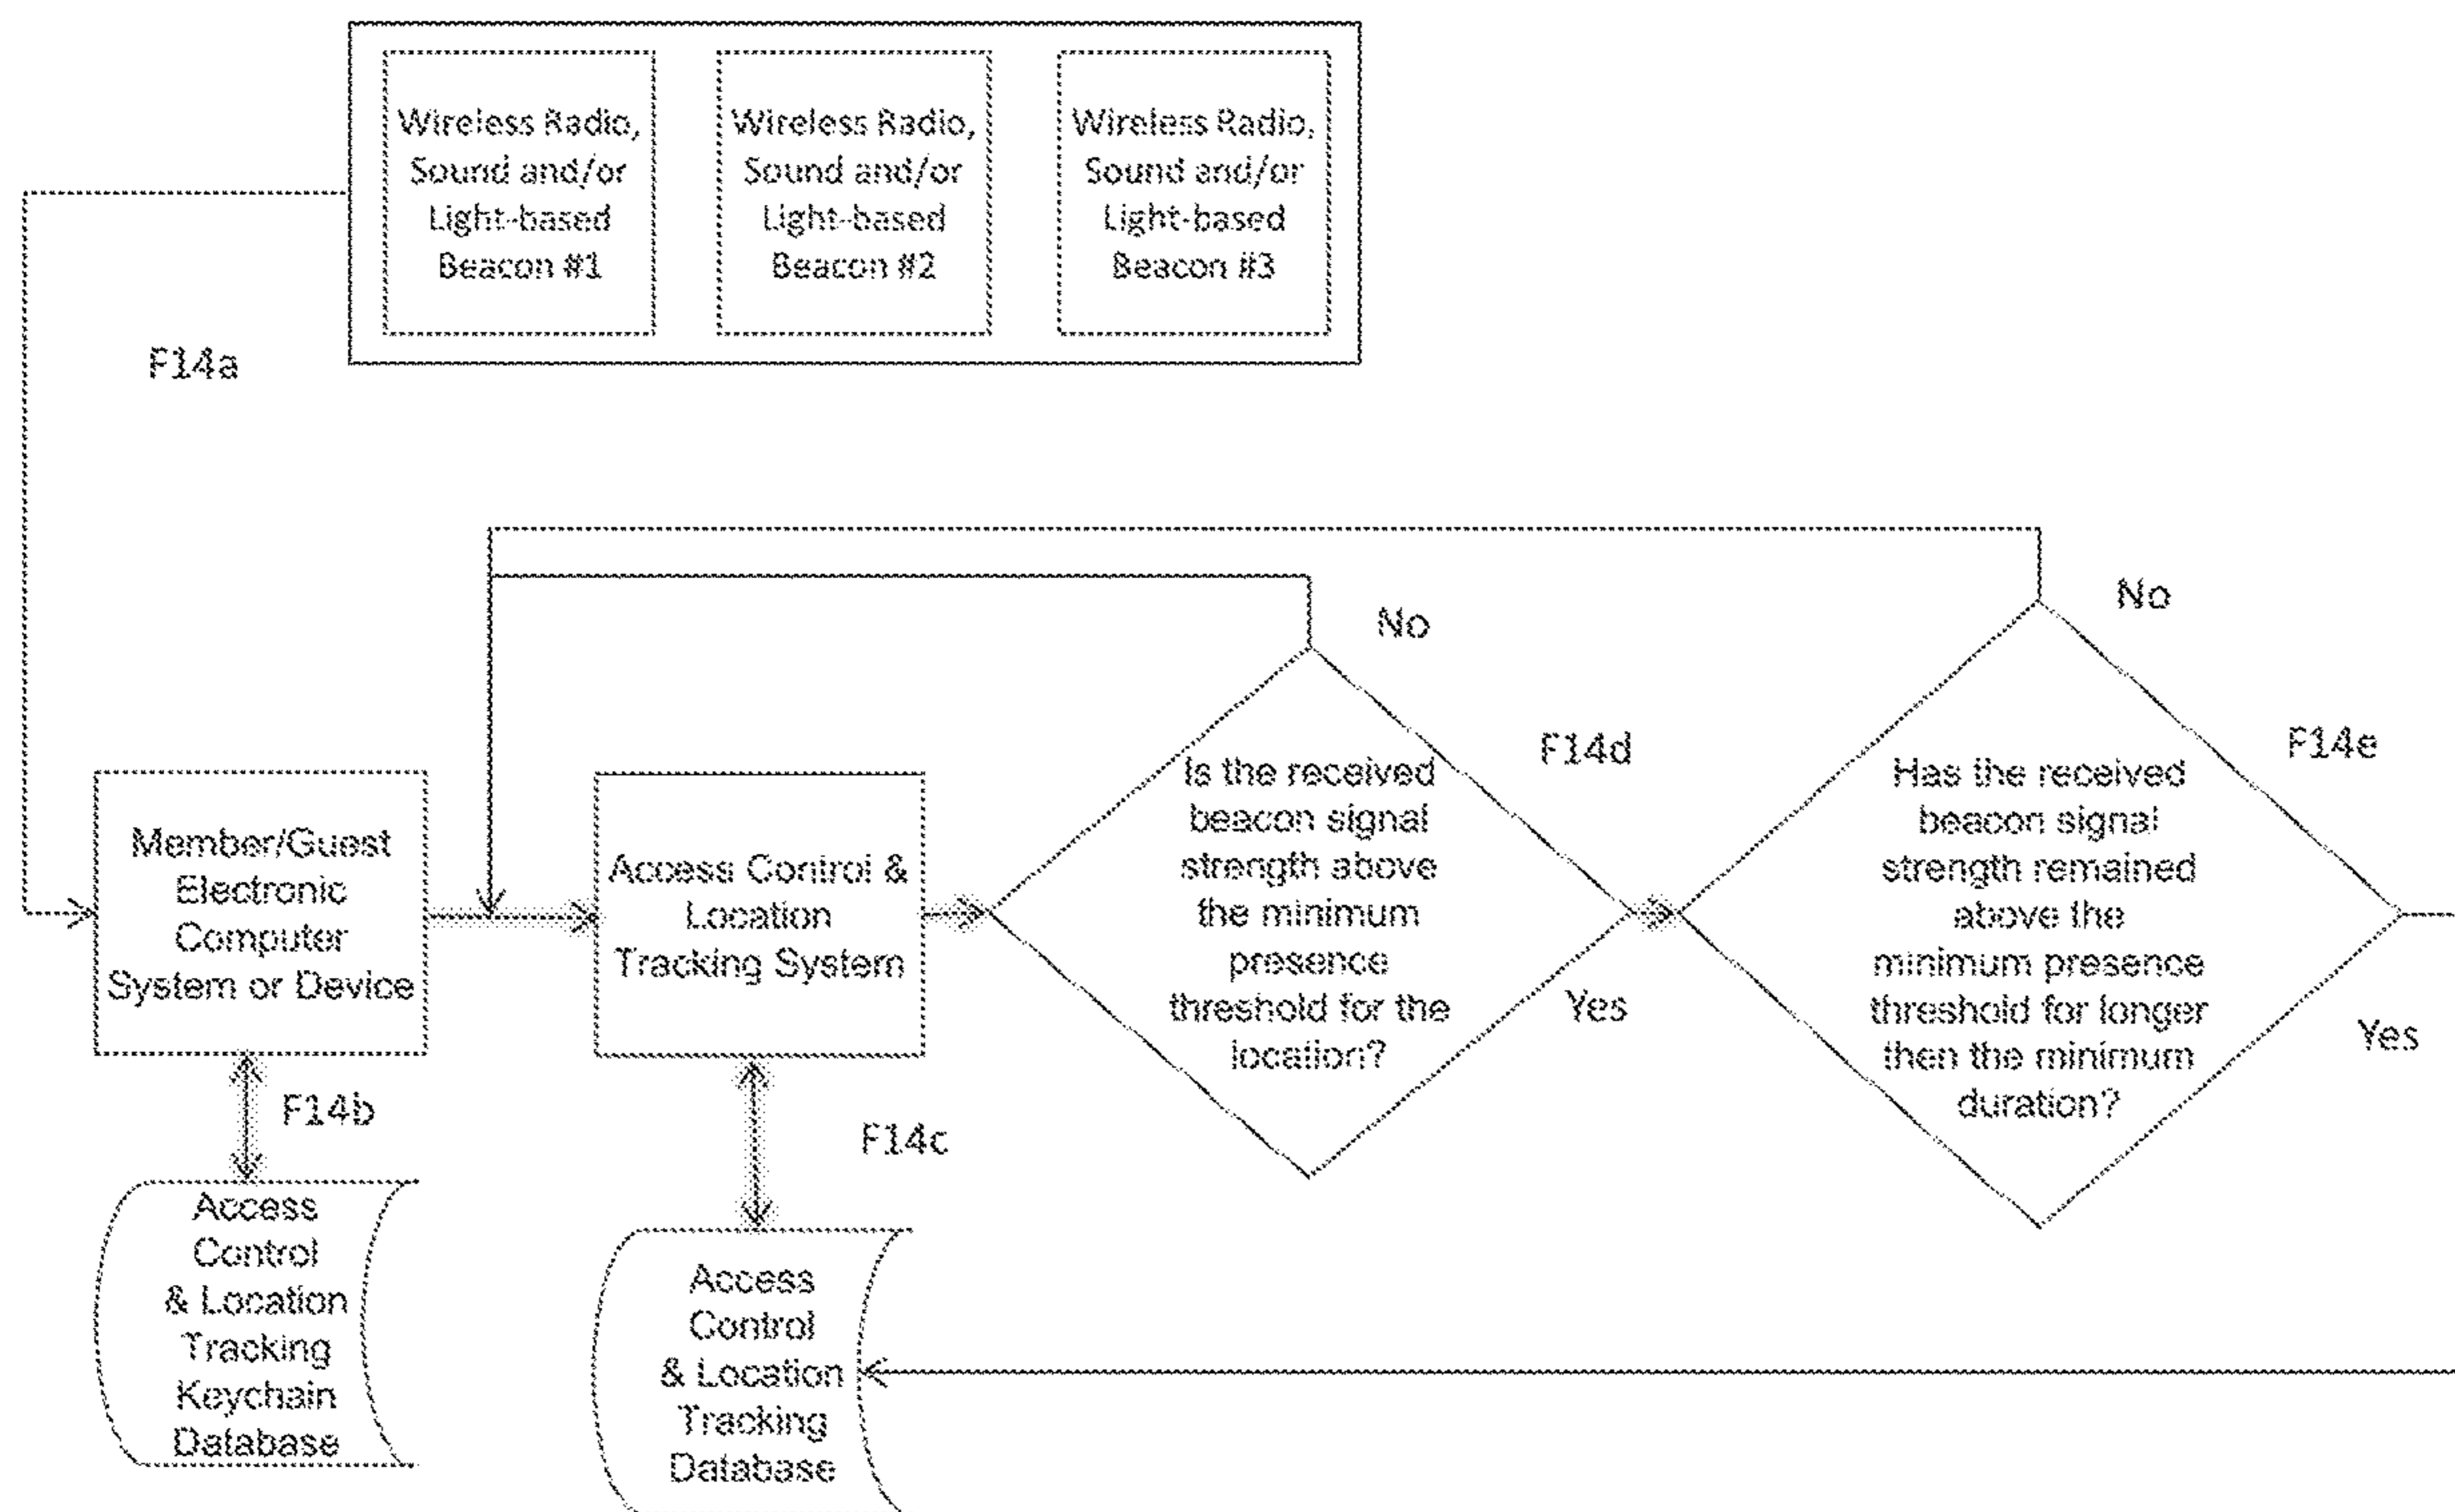 Wireless Radio,
Sound and/or
Light-based
Beacon #1
Wireless Radio,
Sound and/or
Light-based
Beacon #2
Wireless Radio,
Sound and/or
Light-based
Beacon #3
F14a
No
No
F14d
F14e
Member/Guest
Electronic
Computer
System or Device
Access Control &
Location
Tracking System
Is the received
beacon signal
strength above
the minimum
presence
threshold for the
location?
Has the received
beacon signal
strength remained
above the
minimum presence
threshold for longer
then the minimum
duration?
Yes
Yes
F14b
F14c
Access
Control
& Location
Tracking
Keychain
Database
Access
Control
& Location
Tracking
Database